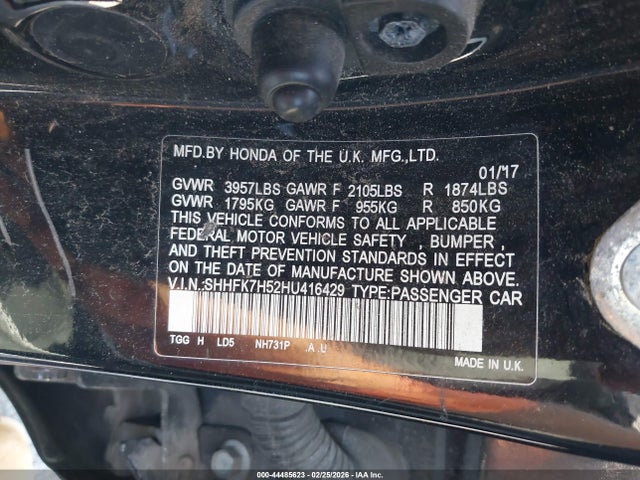 MFD.BY HONDA OF THE U.K. MFG.,LTD.
01/'17
GVWR 3957LBS GAWR F 2105LBS R 1874LBS
GVWR 1795KG GAWR F 955KG R 850KG
THIS VEHICLE CONFORMS TO ALL APPLICABLE
FEDERAL MOTOR VEHICLE SAFETY , BUMPER ,
AND THEFT PREVENTION STANDARDS IN EFFECT
ON THE DATE OF MANUFACTURE SHOWN ABOVE.
V.I.N.:SHHFK7H52HU416429 TYPE:PASSENGER CAR
TGG H LD5 NH731P .A .U
MADE IN U.K.
000-44485623 - 02/25/2026 - IAA Inc.